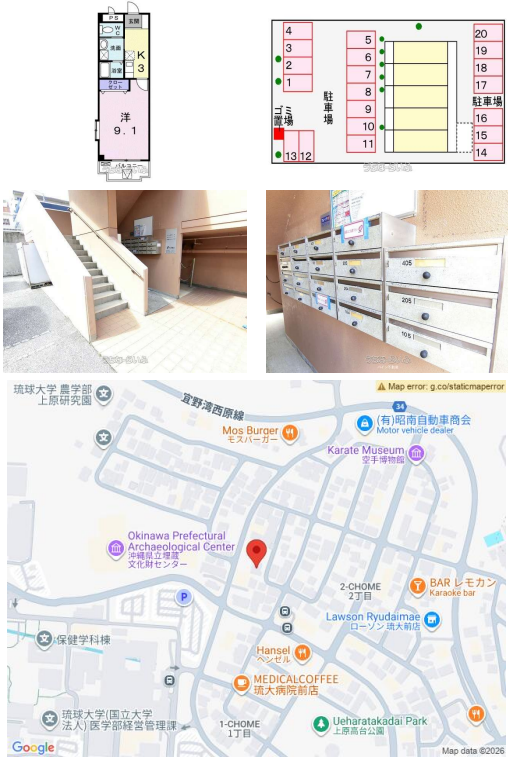 PS
玄関
WC
洗面
K
3
浴室
クロー
ゼット
洋
9.1
バルコニー
4
3
2
1
ゴミ置場
13 12
駐車場
5
6
7
8
9
10
11
20
19
18
17
駐車場
16
15
14
405
205
105
琉球大学 農学部
上原研究園
宜野湾西原線
34
Map error: g.co/staticmaperror
(有)昭南自動車商会
Motor vehicle dealer
Mos Burger
モスバーガー
Karate Museum
空手博物館
Okinawa Prefectural
Archaeological Center
沖縄県立埋蔵
文化財センター
P
2-CHOME
2丁目
BAR レモカン
Karaoke bar
Lawson Ryudaimae
ローソン 琉大前店
保健学科棟
Hansel
ヘンゼル
MEDICALCOFFEE
琉大病院前店
琉球大学(国立大学
法人) 医学部経営管理課
1-CHOME
1丁目
Ueharatakadai Park
上原高台公園
Google
Map data ©2026